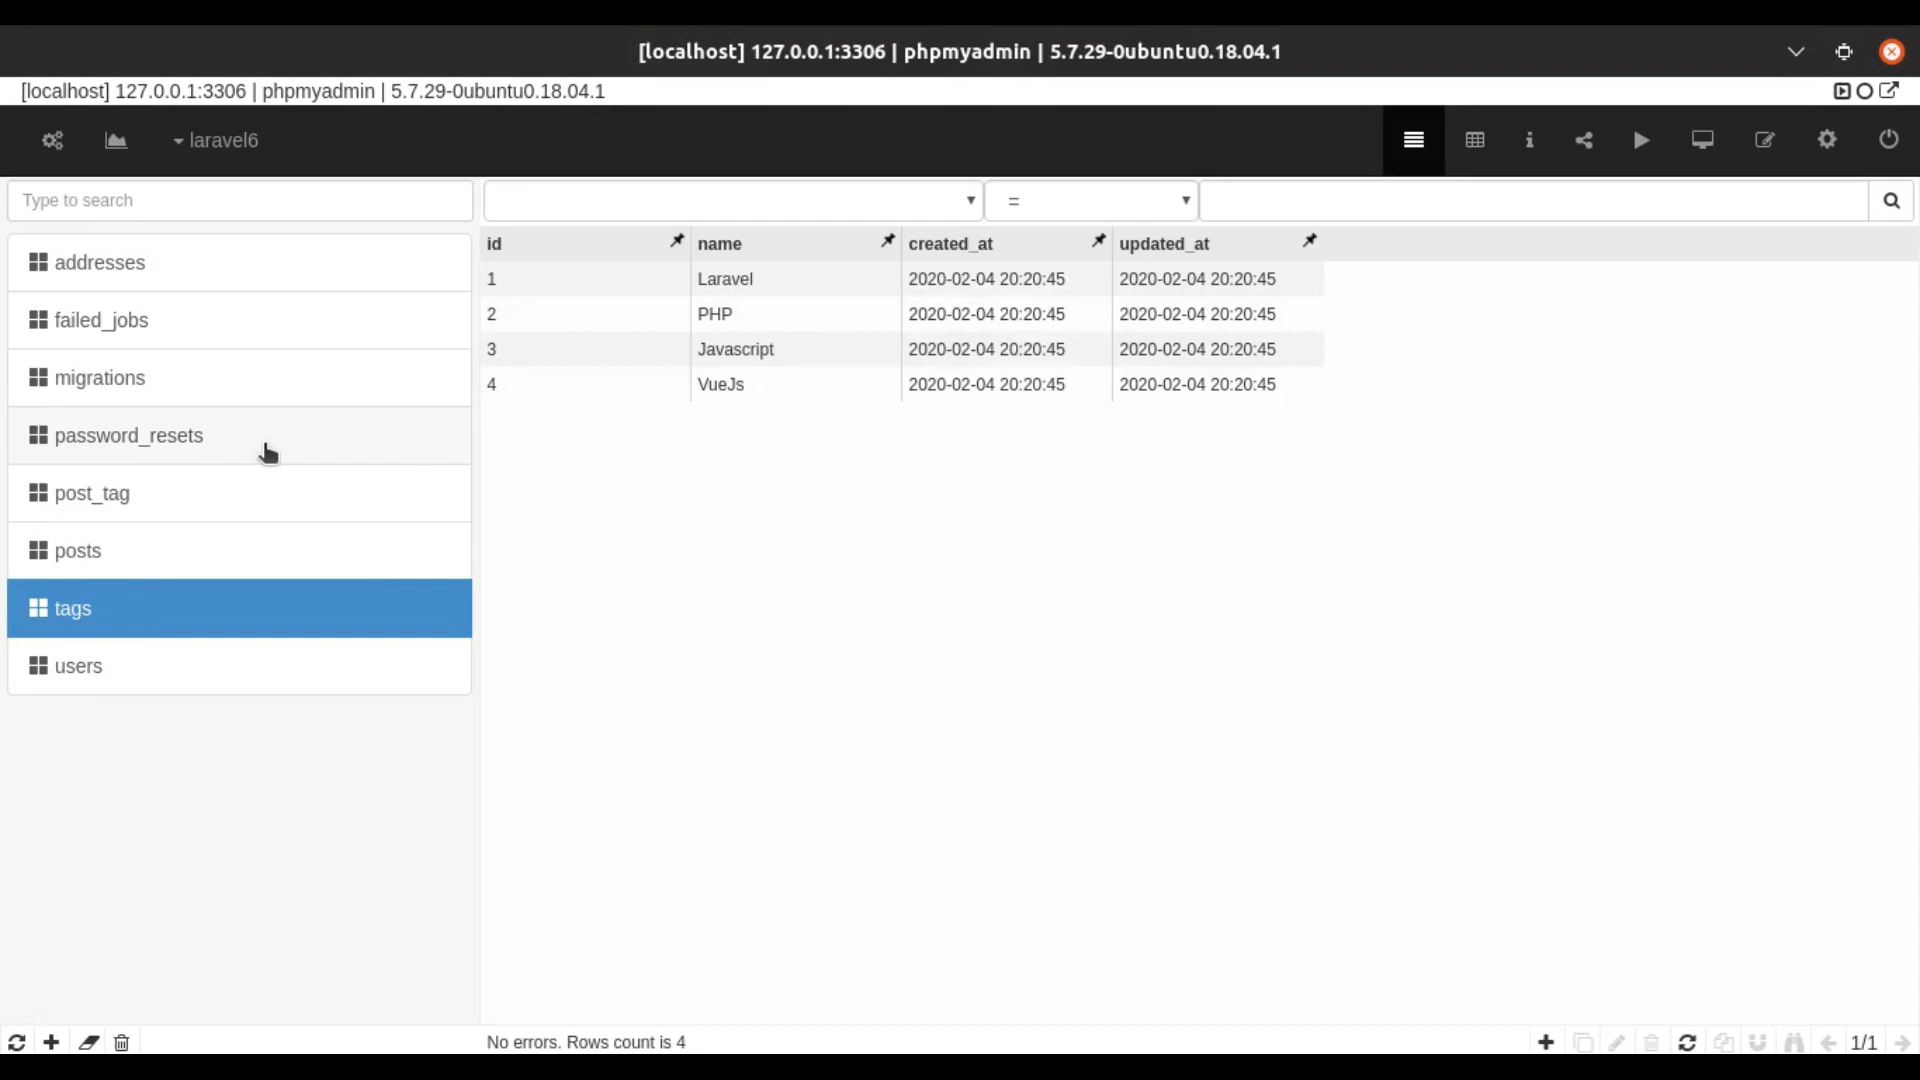 [localhost] 127.0.0.1:3306 | phpmyadmin | 5.7.29-0ubuntu0.18.04.1
[localhost] 127.0.0.1:3306 | phpmyadmin | 5.7.29-0ubuntu0.18.04.1
laravel6
Type to search
=
addresses
failed_jobs
migrations
password_resets
post_tag
posts
tags
users
id name created_at updated_at
1 Laravel 2020-02-04 20:20:45 2020-02-04 20:20:45
2 PHP 2020-02-04 20:20:45 2020-02-04 20:20:45
3 Javascript 2020-02-04 20:20:45 2020-02-04 20:20:45
4 VueJs 2020-02-04 20:20:45 2020-02-04 20:20:45
No errors. Rows count is 4
1/1